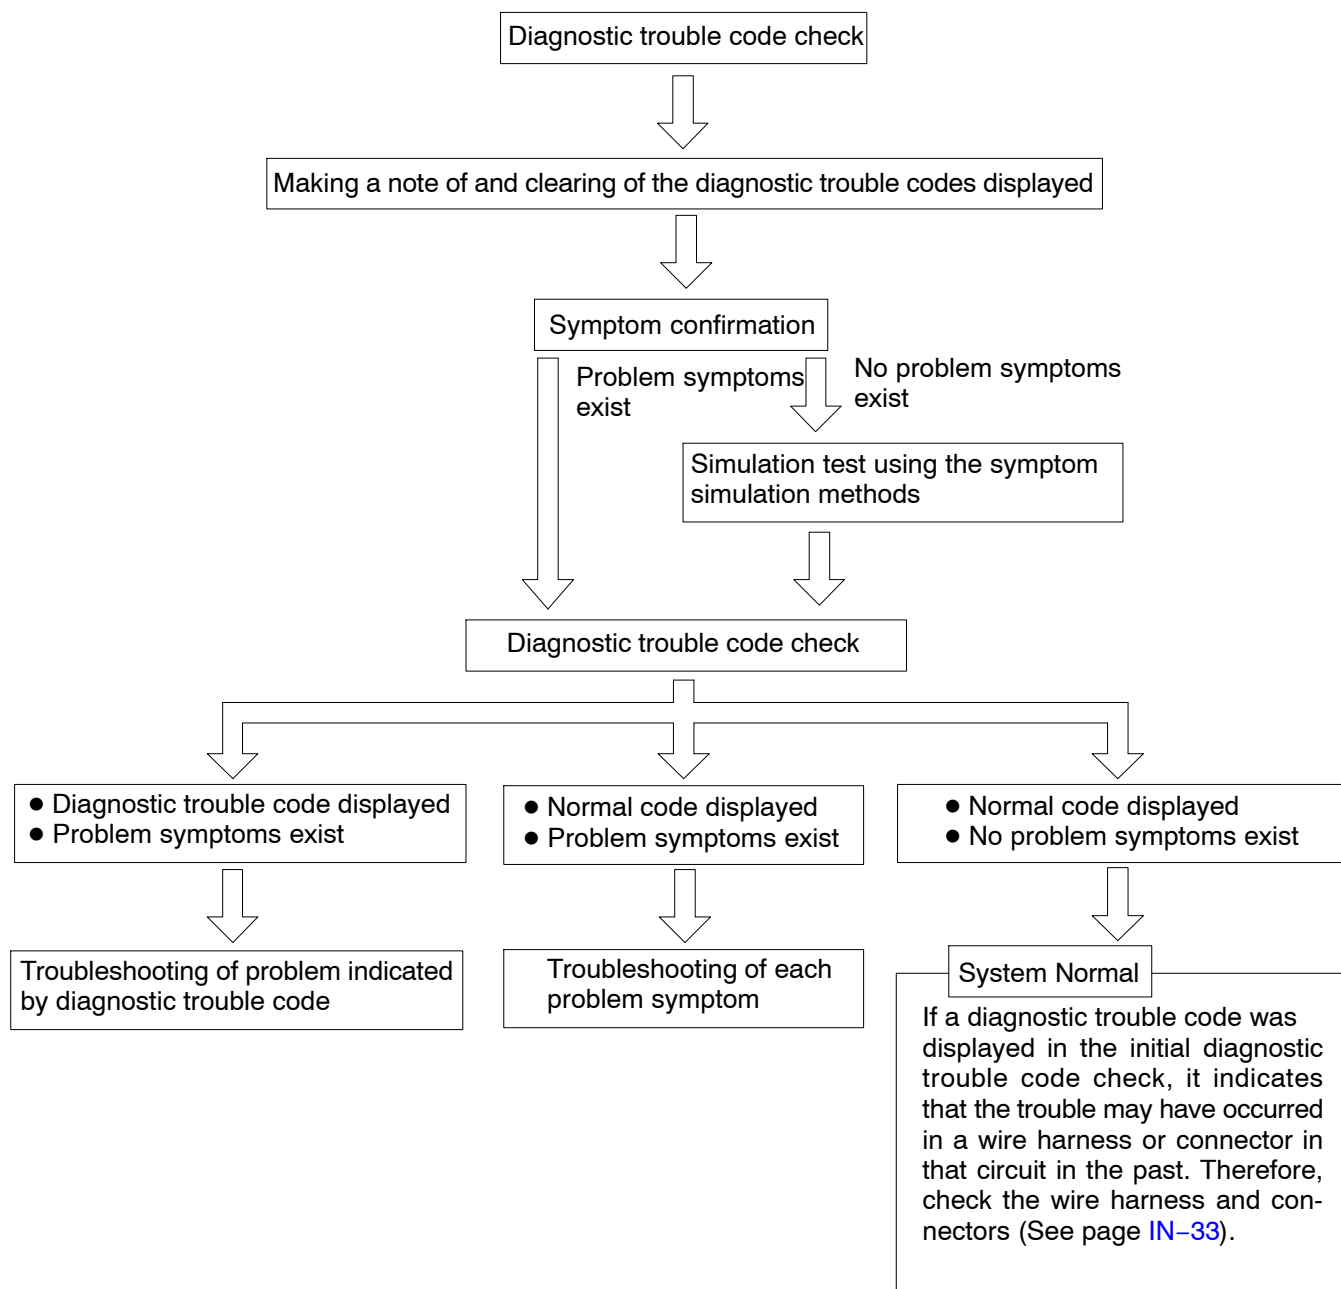 Diagnostic trouble code check
Making a note of and clearing of the diagnostic trouble codes displayed
Symptom confirmation
Problem symptoms
exist
No problem symptoms
exist
Simulation test using the symptom
simulation methods
Diagnostic trouble code check
● Diagnostic trouble code displayed
● Problem symptoms exist
● Normal code displayed
● Problem symptoms exist
● Normal code displayed
● No problem symptoms exist
Troubleshooting of problem indicated
by diagnostic trouble code
Troubleshooting of each
problem symptom
System Normal
If a diagnostic trouble code was
displayed in the initial diagnostic
trouble code check, it indicates
that the trouble may have occurred
in a wire harness or connector in
that circuit in the past. Therefore,
check the wire harness and con-
nectors (See page IN−33).